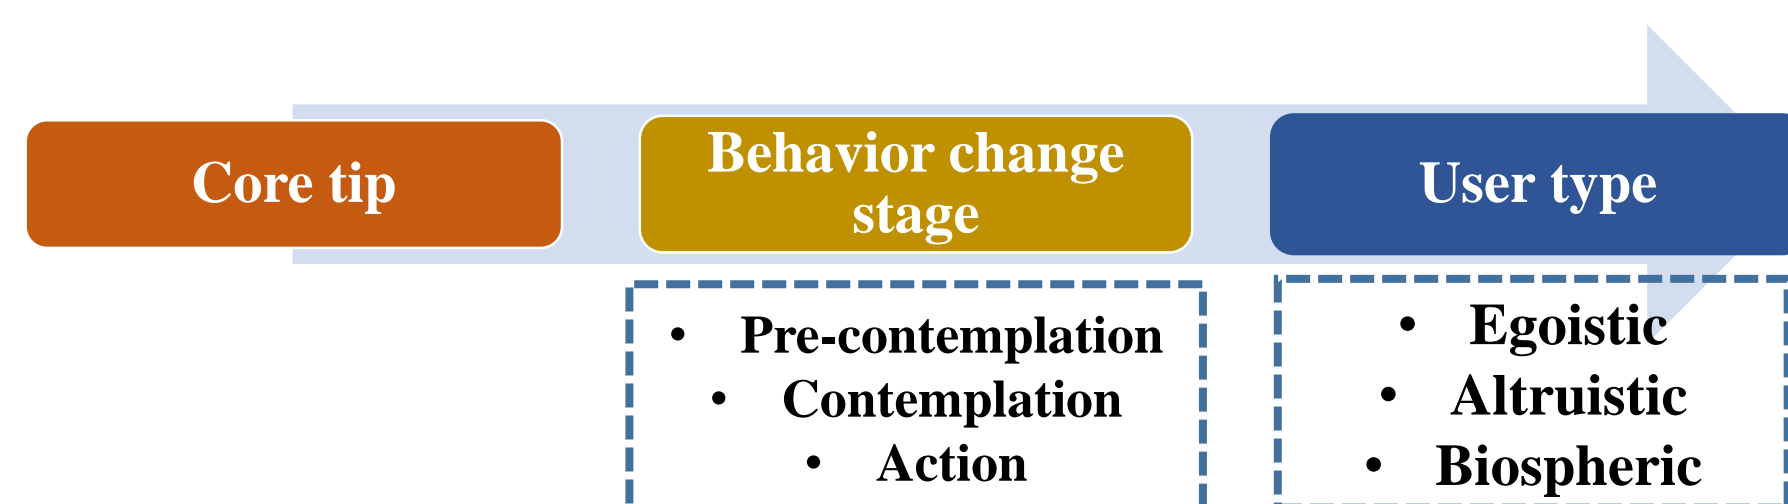 Core tip
Behavior change
stage
User type
• Pre-contemplation
• Contemplation
• Action
• Egoistic
• Altruistic
• Biospheric